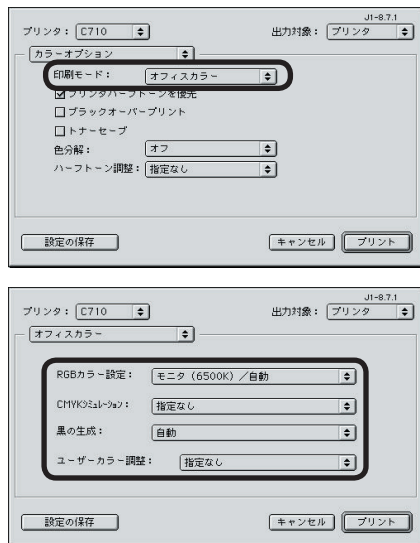 J1-8.7.1
プリンタ： C710 出力対象： プリンタ
カラーオプション
印刷モード： オフィスカラー
プリンタハーフトーンを優先
ブラックオーバープリント
トナーセーブ
色分解： オフ
ハーフトーン調整： 指定なし
設定の保存 キャンセル プリント
J1-8.7.1
プリンタ： C710 出力対象： プリンタ
オフィスカラー
RGBカラー設定： モニタ（6500K）／自動
CMYKシミュレーション： 指定なし
黒の生成： 自動
ユーザーカラー調整： 指定なし
設定の保存 キャンセル プリント